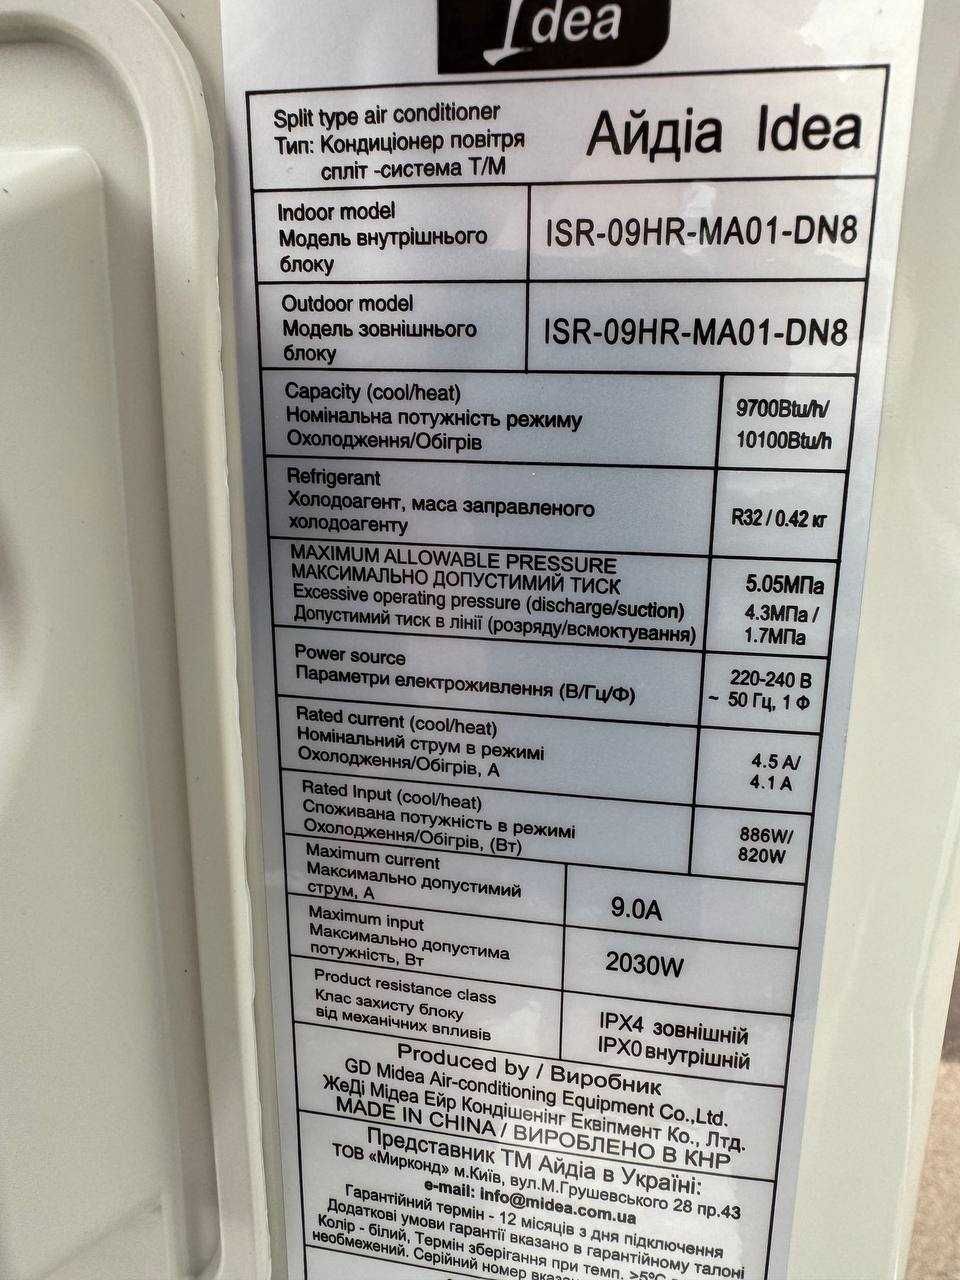 Idea
Split type air conditioner
Тип: Кондиціонер повітря
спліт -система Т/М
Айдіа Idea
Indoor model
Модель внутрішнього
блоку
ISR-09HR-MA01-DN8
Outdoor model
Модель зовнішнього
блоку
ISR-09HR-MA01-DN8
Capacity (cool/heat)
Номінальна потужність режиму
Охолодження/Обігрів
9700Btu/h/
10100Btu/h
Refrigerant
Холодоагент, маса заправленого
холодоагенту
R32 / 0.42 кг
MAXIMUM ALLOWABLE PRESSURE
МАКСИМАЛЬНО ДОПУСТИМИЙ ТИСК
Excessive operating pressure (discharge/suction)
Допустимий тиск в лінії (розряду/всмоктування)
5.05МПа
4.3МПа /
1.7МПа
Power source
Параметри електроживлення (В/Гц/Ф)
220-240 В
~ 50 Гц, 1 Ф
Rated current (cool/heat)
Номінальний струм в режимі
Охолодження/Обігрів, А
4.5 A/
4.1 A
Rated Input (cool/heat)
Споживана потужність в режимі
Охолодження/Обігрів, (Вт)
886W/
820W
Maximum current
Максимально допустимий
струм, А
9.0A
Maximum input
Максимально допустима
потужність, Вт
2030W
Product resistance class
Клас захисту блоку
від механічних впливів
IPX4 зовнішній
IPX0 внутрішній
Produced by / Виробник
GD Midea Air-conditioning Equipment Co.,Ltd.
ЖеДі Мідеа Ейр Кондішенінг Еквіпмент Ко., Лтд.
MADE IN CHINA / ВИРОБЛЕНО В КНР
Представник ТМ Айдіа в Україні:
ТОВ «Мирконд» м.Київ, вул.М.Грушевського 28 пр.43
e-mail: info@midea.com.ua
Гарантійний термін - 12 місяців з дня підключення
Додаткові умови гарантії вказано в гарантійному талоні
Колір - білий, Термін зберігання при темп. >5°C
необмежений. Серійний номер